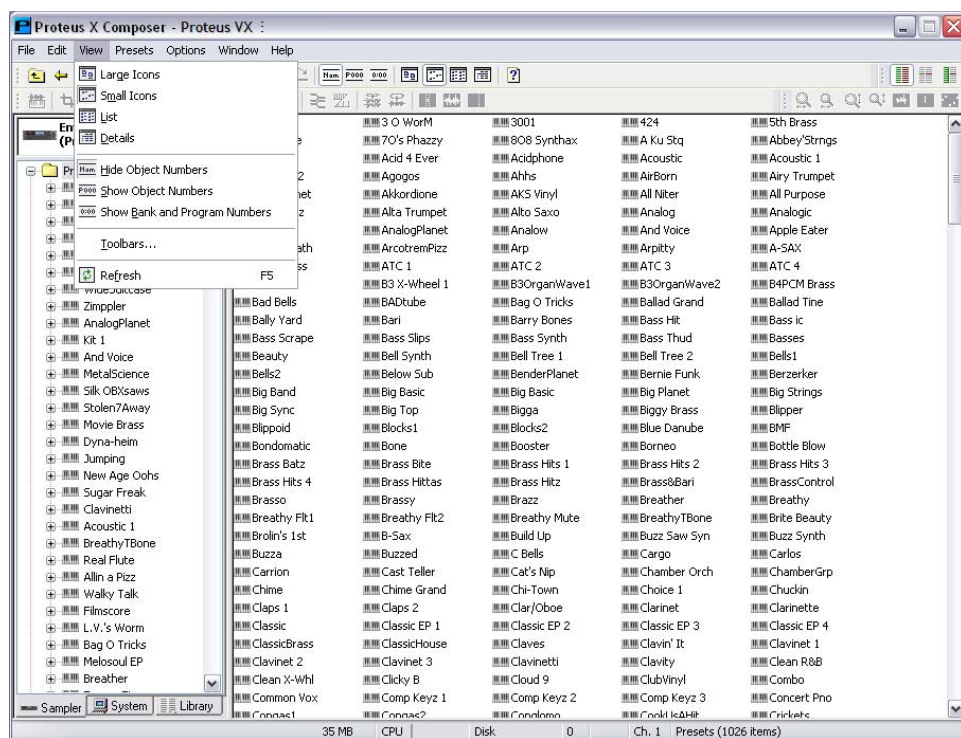 Proteus X Composer - Proteus VX
File Edit View Presets Options Window Help
Large Icons
Small Icons
List
Details
Hide Object Numbers
Show Object Numbers
Show Bank and Program Numbers
Toolbars...
Refresh F5
Zimppler
AnalogPlanet
Kit 1
And Voice
MetalScience
Silk OBXsaws
Stolen7Away
Movie Brass
Dyna-heim
Jumping
New Age Oohs
Sugar Freak
Clavinetti
Acoustic 1
BreathyTBone
Real Flute
Allin a Pizz
Walky Talk
Filmscore
L.V.'s Worm
Bag O Tricks
Melosoul EP
Breather
Sampler System Library
3 O WorM 3001 424 5th Brass
70's Phazzy 808 Synthax A Ku Stq Abbey'Strngs
Acid 4 Ever Acidphone Acoustic Acoustic 1
Agogos Ahhs AirBorn Airy Trumpet
Akkordione AKS Vinyl All Niter All Purpose
Alta Trumpet Alto Saxo Analog Analogic
AnalogPlanet Analow And Voice Apple Eater
ArcotremPizz Arp Arpitty A-SAX
ATC 1 ATC 2 ATC 3 ATC 4
B3 X-Wheel 1 B3OrganWave1 B3OrganWave2 B4PCM Brass
Bad Bells BADtube Bag O Tricks Ballad Grand Ballad Tine
Bally Yard Bari Barry Bones Bass Hit Bass ic
Bass Scrape Bass Slips Bass Synth Bass Thud Basses
Beauty Bell Synth Bell Tree 1 Bell Tree 2 Bells1
Bells2 Below Sub BenderPlanet Bernie Funk Berzerker
Big Band Big Basic Big Basic Big Planet Big Strings
Big Sync Big Top Bigga Biggy Brass Blipper
Blippoid Blocks1 Blocks2 Blue Danube BMF
Bondomatic Bone Booster Borneo Bottle Blow
Brass Batz Brass Bite Brass Hits 1 Brass Hits 2 Brass Hits 3
Brass Hits 4 Brass Hittas Brass Hitz Brass&Bari BrassControl
Brasso Brassy Brazz Breather Breathy
Breathy Flt1 Breathy Flt2 Breathy Mute BreathyTBone Brite Beauty
Brolin's 1st B-Sax Build Up Buzz Saw Syn Buzz Synth
Buzza Buzzed C Bells Cargo Carlos
Carrion Cast Teller Cat's Nip Chamber Orch ChamberGrp
Chime Chime Grand Chi-Town Choice 1 Chuckin
Claps 1 Claps 2 Clar/Oboe Clarinet Clarinette
Classic Classic EP 1 Classic EP 2 Classic EP 3 Classic EP 4
ClassicBrass ClassicHouse Claves Clavin' It Clavinet 1
Clavinet 2 Clavinet 3 Clavinetti Clavity Clean R&B
Clean X-Whl Clicky B Cloud 9 ClubVinyl Combo
Common Vox Comp Keyz 1 Comp Keyz 2 Comp Keyz 3 Concert Pno
Congas1 Congas2 Conglomo CookUsAHit Crickets
35 MB CPU Disk 0 Ch. 1 Presets (1026 items)